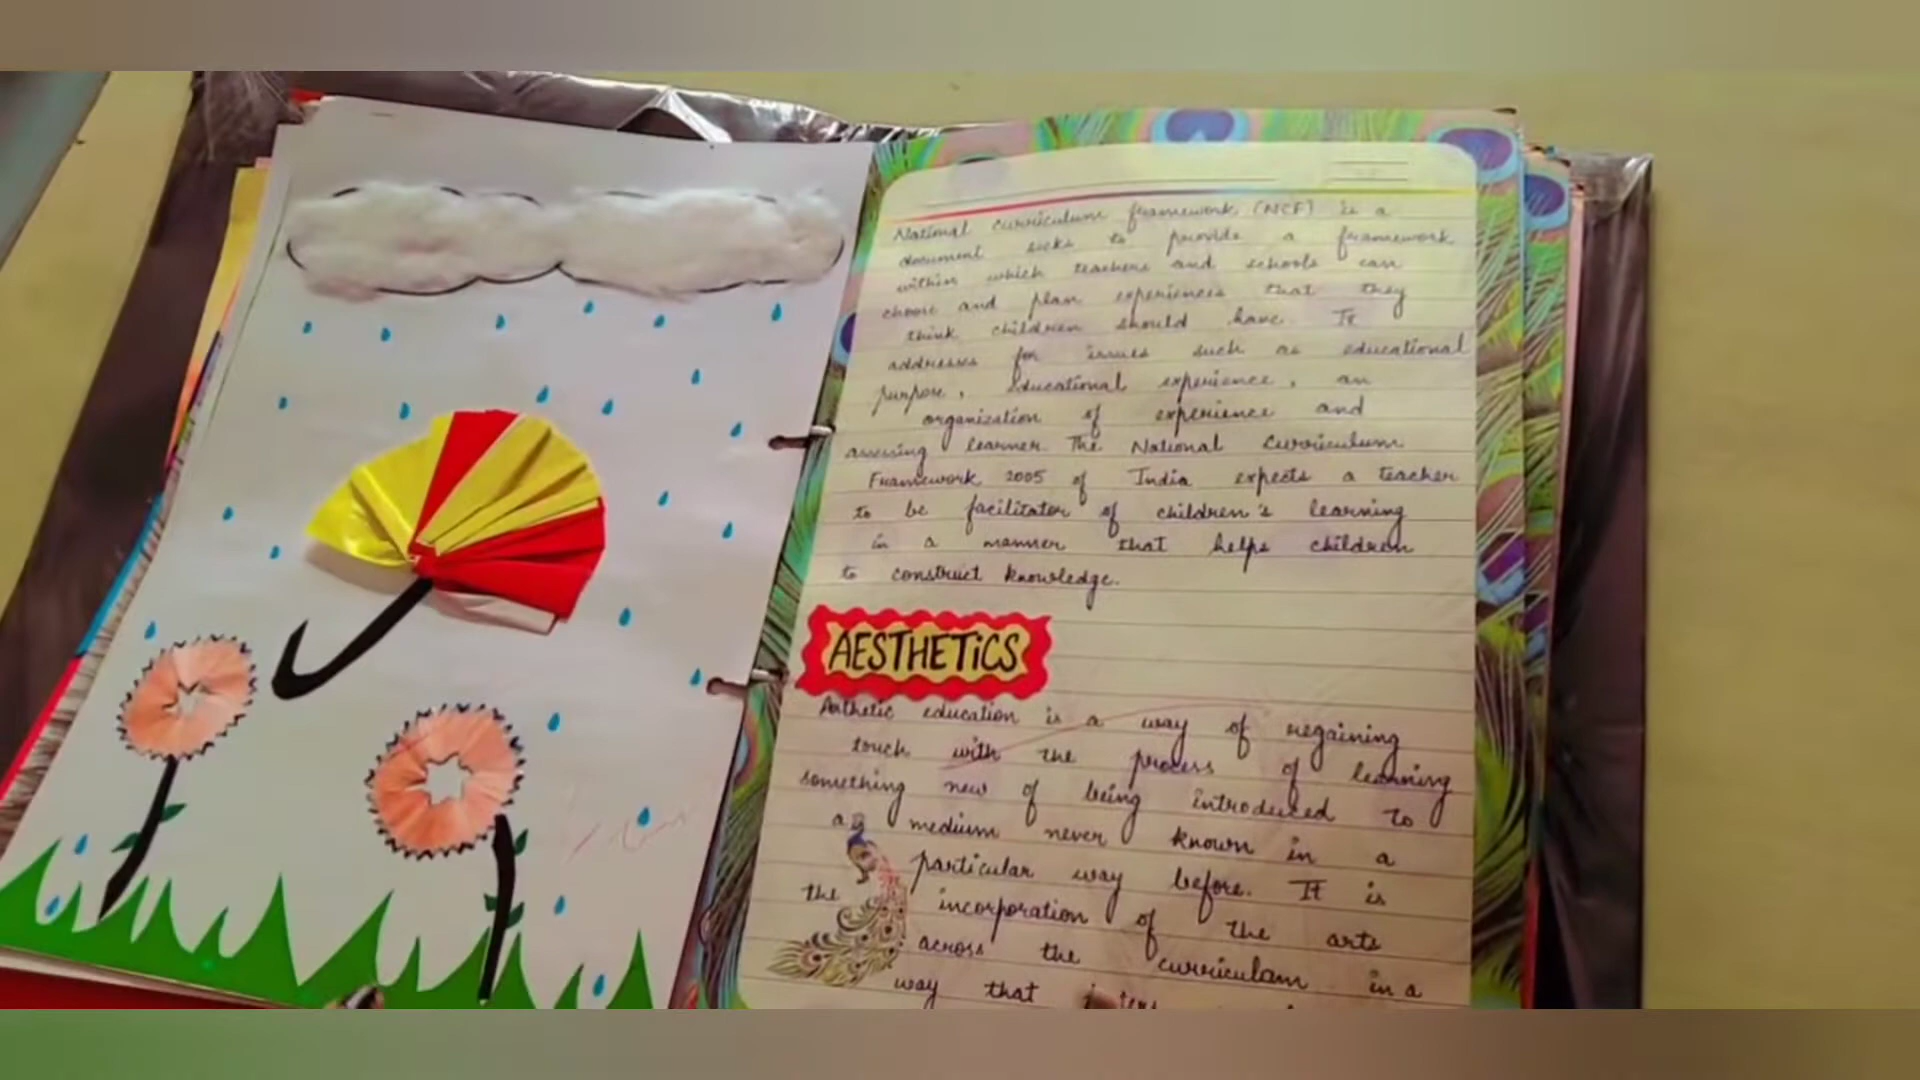 National curriculum framework (NCF) is a
document seeks to provide a framework
within which teachers and schools can
choose and plan experiences that they
think children should have. It
addresses for issues such as educational
purpose, educational experience, an
organization of experience and
assessing learner. The National Curriculum
Framework 2005 of India expects a teacher
to be facilitator of children's learning
in a manner that helps children
to construct knowledge.
AESTHETiCS
Asthetic education is a way of regaining
touch with the process of learning
something new of being introduced to
a medium never known in a
particular way before. It is
the incorporation of the arts
across the curriculam in a
way that